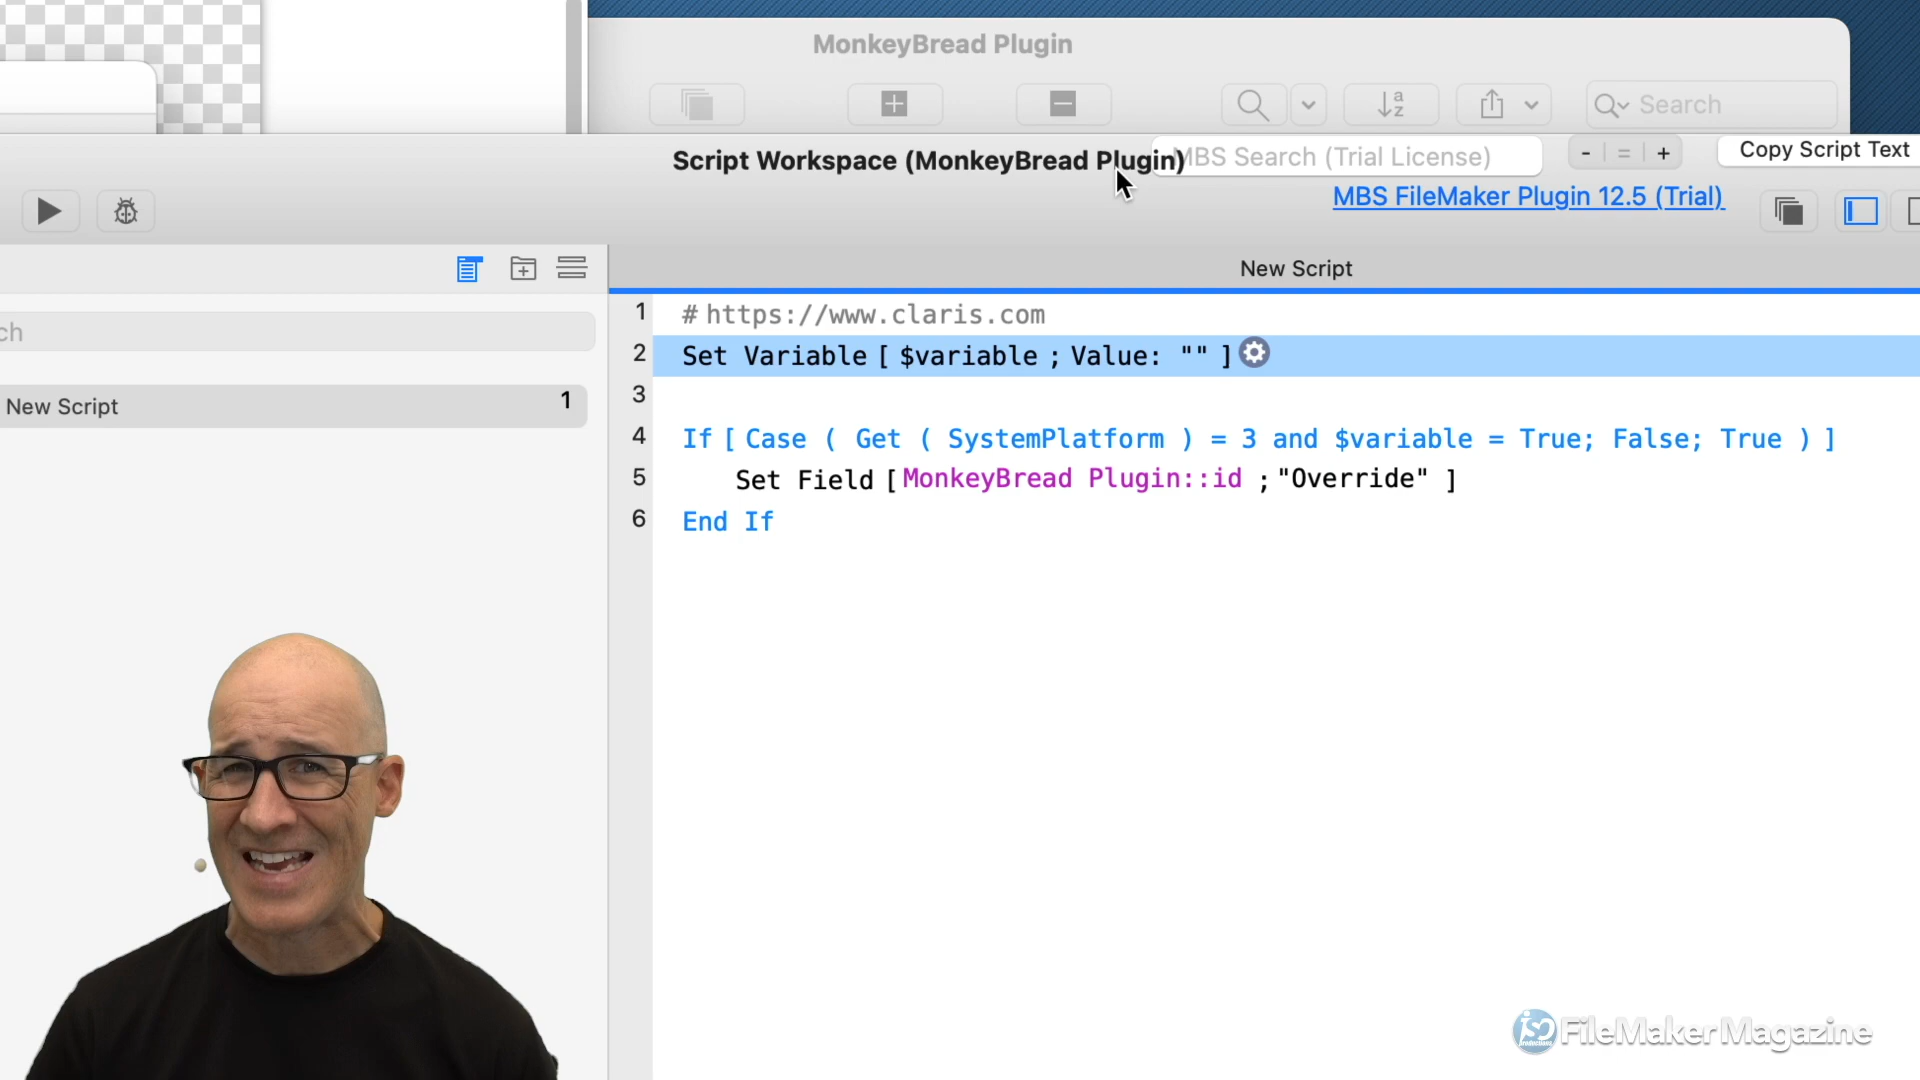 MonkeyBread Plugin
Search
Script Workspace (MonkeyBread Plugin)
MBS Search (Trial License)
- = +
Copy Script Text
MBS FileMaker Plugin 12.5 (Trial)
New Script
ch
New Script 1
1 # https://www.claris.com
2 Set Variable [ $variable ; Value: "" ]
3
4 If [ Case ( Get ( SystemPlatform ) = 3 and $variable = True; False; True ) ]
5 Set Field [ MonkeyBread Plugin::id ; "Override" ]
6 End If
iso productions FileMaker Magazine